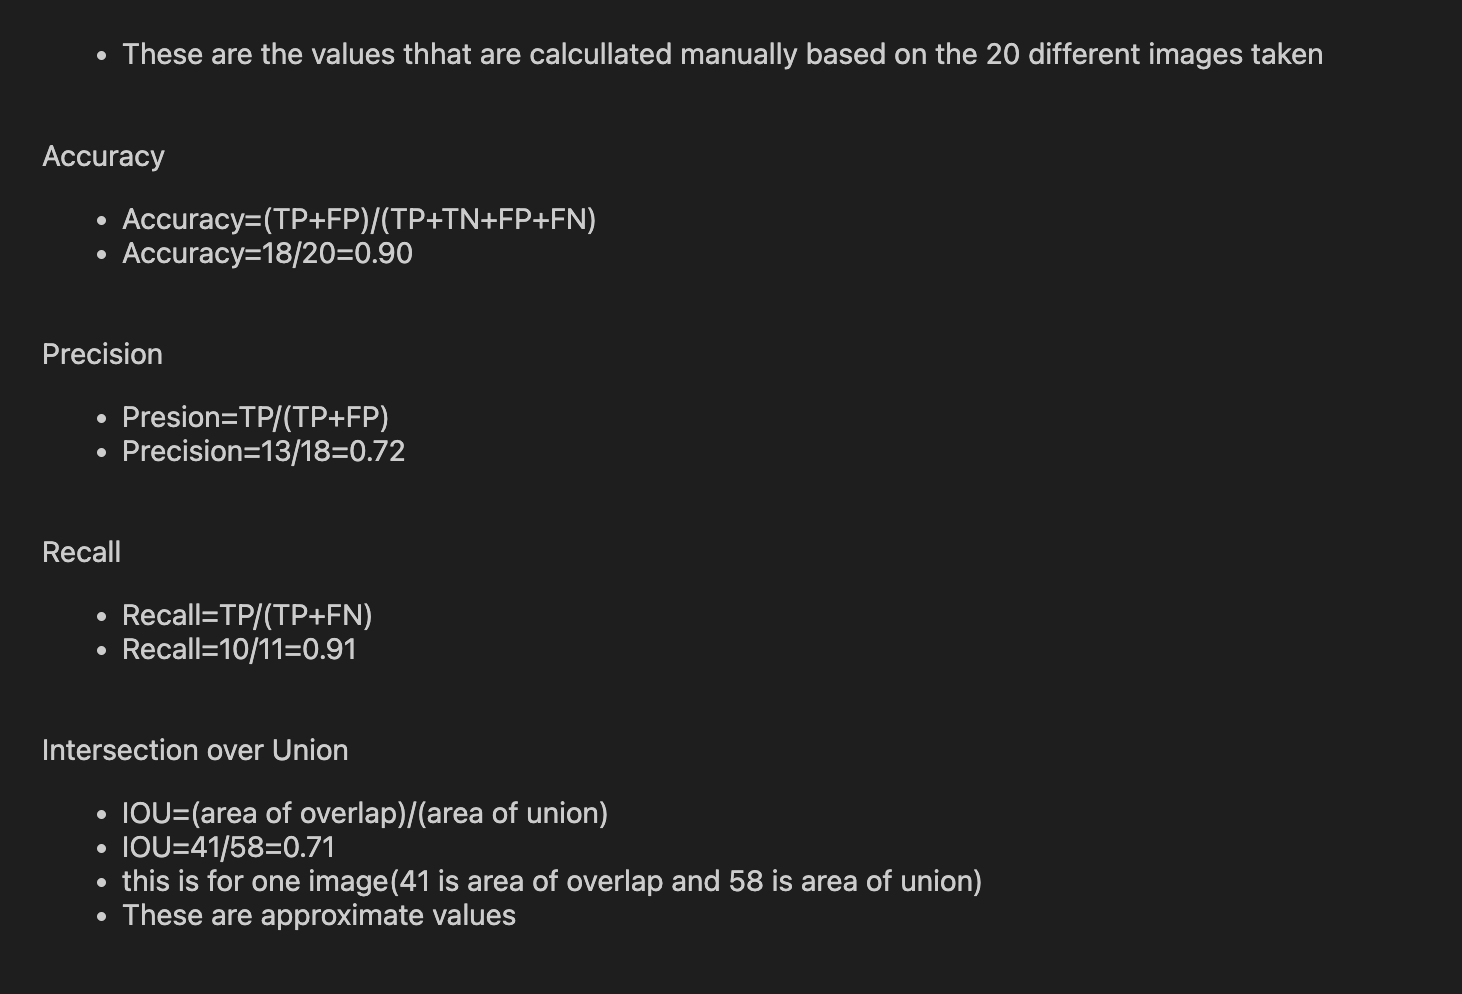 • These are the values thhat are calcullated manually based on the 20 different images taken
Accuracy
• Accuracy=(TP+FP)/(TP+TN+FP+FN)
• Accuracy=18/20=0.90
Precision
• Presion=TP/(TP+FP)
• Precision=13/18=0.72
Recall
• Recall=TP/(TP+FN)
• Recall=10/11=0.91
Intersection over Union
• IOU=(area of overlap)/(area of union)
• IOU=41/58=0.71
• this is for one image(41 is area of overlap and 58 is area of union)
• These are approximate values